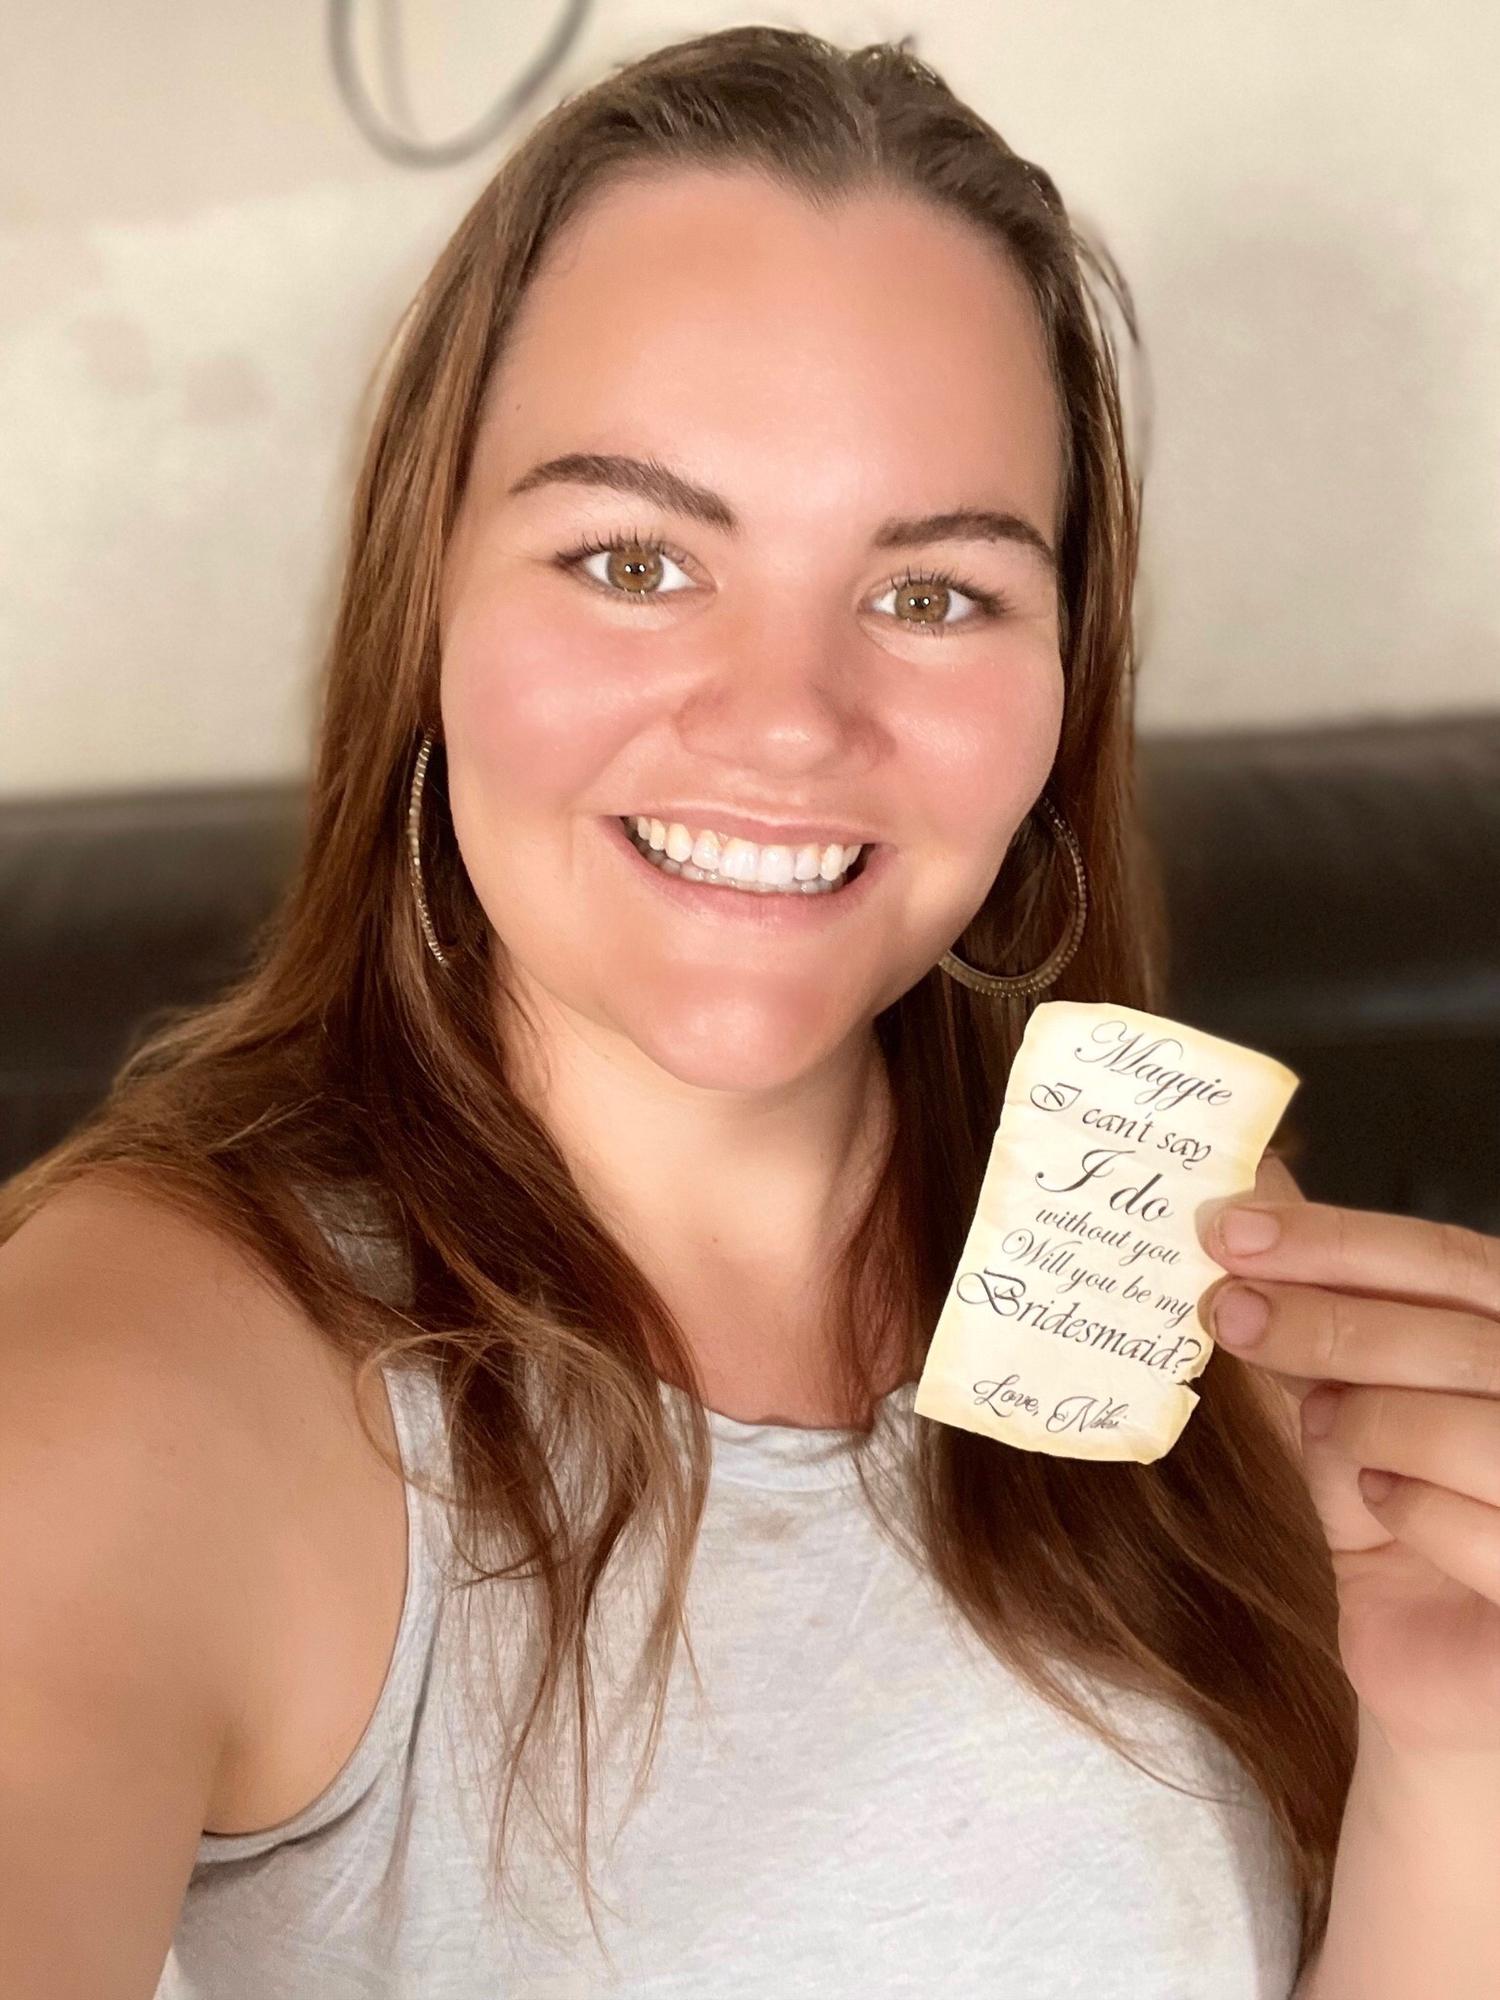 Maggie
I can't say
I do
without you
Will you be my
Bridesmaid?
Love, Niki